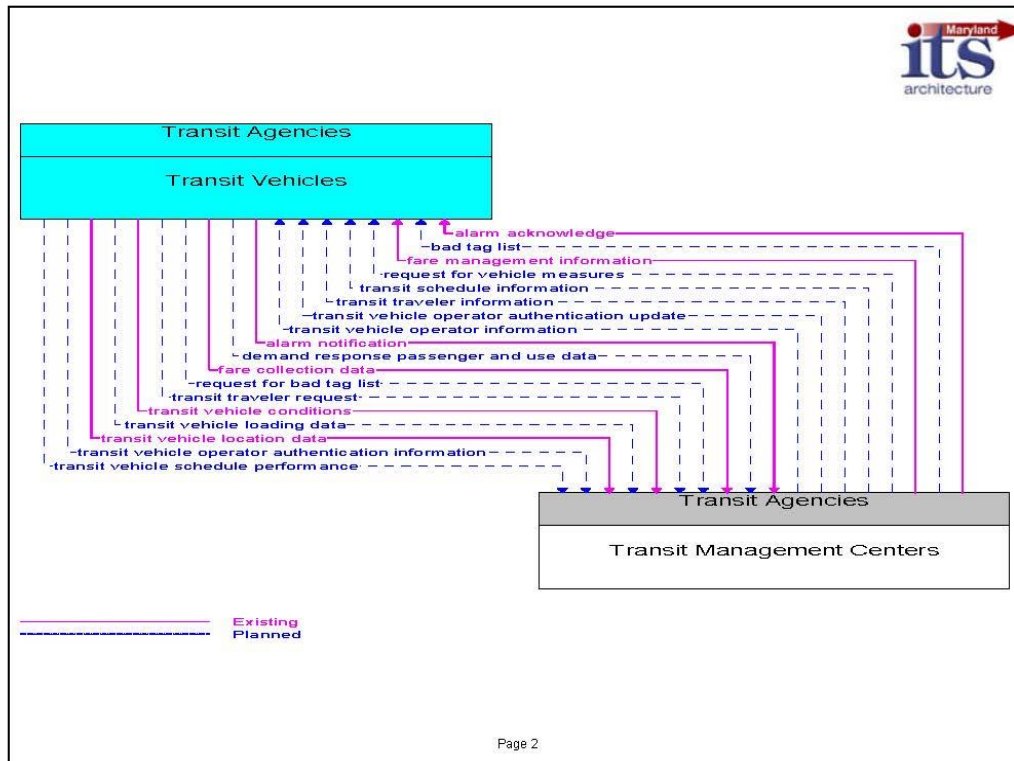 Maryland
its
architecture
Transit Agencies
Transit Vehicles
alarm acknowledge
bad tag list
fare management information
request for vehicle measures
transit schedule information
transit traveler information
transit vehicle operator authentication update
transit vehicle operator information
alarm notification
demand response passenger and use data
fare collection data
request for bad tag list
transit traveler request
transit vehicle conditions
transit vehicle loading data
transit vehicle location data
transit vehicle operator authentication information
transit vehicle schedule performance
Transit Agencies
Transit Management Centers
Existing
Planned
Page 2